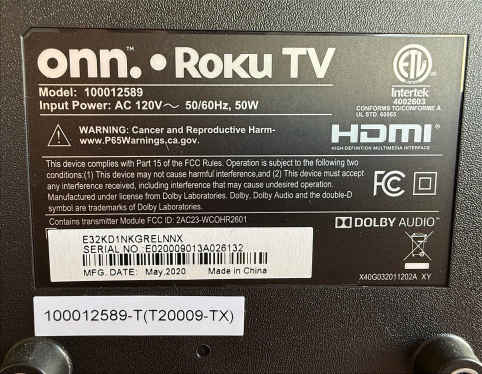 onn. • Roku TV
Model: 100012589
Input Power: AC 120V～ 50/60Hz, 50W
ETL
Intertek
4002603
CONFORMS TO/CONFORME A
UL STD. 60065
WARNING: Cancer and Reproductive Harm-
www.P65Warnings.ca.gov.
HDMI
HIGH-DEFINITION MULTIMEDIA INTERFACE
This device complies with Part 15 of the FCC Rules. Operation is subject to the following two
conditions:(1) This device may not cause harmful interference,and (2) This device must accept
any interference received, including interference that may cause undesired operation.
Manufactured under license from Dolby Laboratories. Dolby, Dolby Audio and the double-D
symbol are trademarks of Dolby Laboratories.
FC
Contains transmitter Module FCC ID: 2AC23-WCOHR2601
DOLBY AUDIO™
E32KD1NKGRELNNX
SERIAL NO.:E020009013A026132
MFG. DATE: May,2020 Made in China
X40G032011202A XY
100012589-T(T20009-TX)